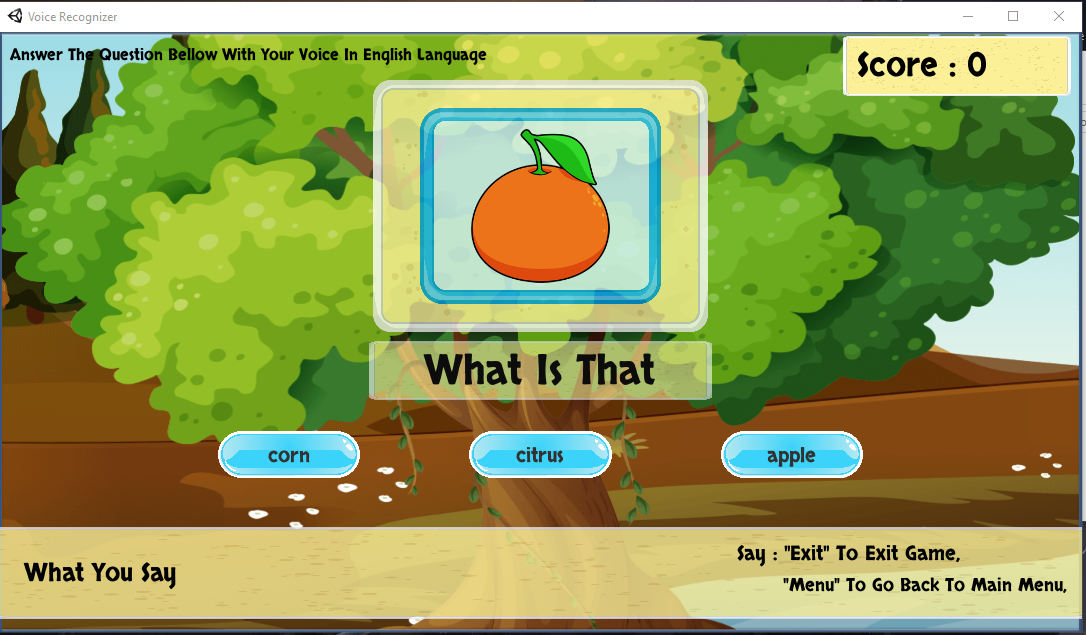 Voice Recognizer
Answer The Question Bellow With Your Voice In English Language
Score : 0
What Is That
corn
citrus
apple
What You Say
Say : "Exit" To Exit Game,
"Menu" To Go Back To Main Menu,